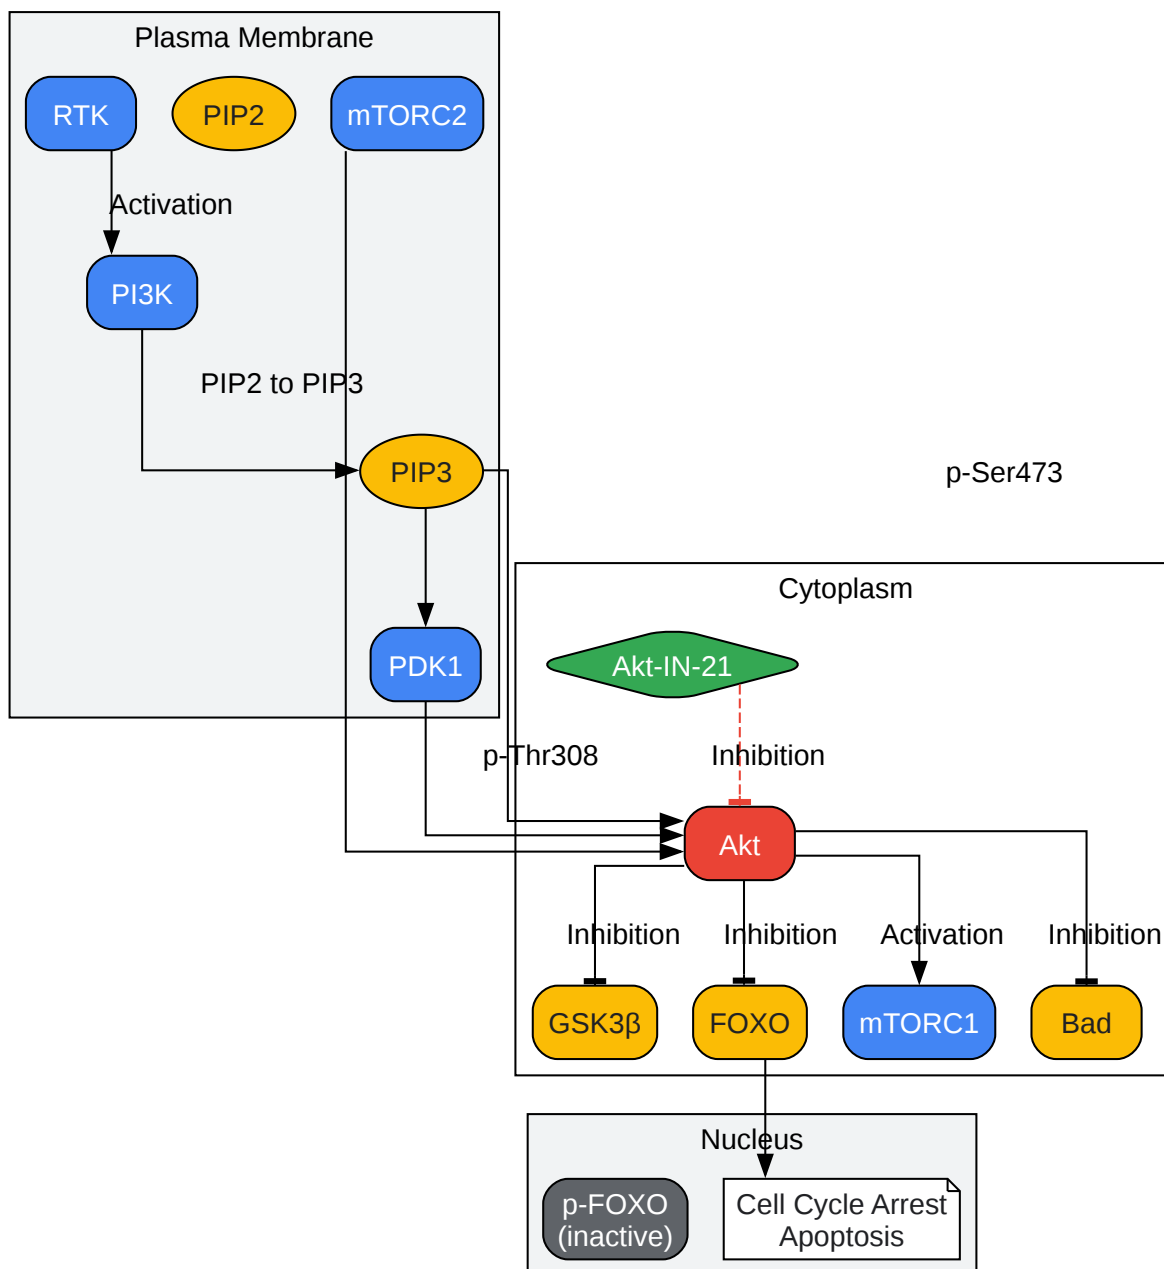 Plasma Membrane
RTK
PIP2
mTORC2
Activation
PI3K
PIP2 to PIP3
PIP3
p-Ser473
Cytoplasm
Akt-IN-21
PDK1
p-Thr308
Inhibition
Akt
Inhibition
Inhibition
Activation
Inhibition
GSK3β
FOXO
mTORC1
Bad
Nucleus
p-FOXO
(inactive)
Cell Cycle Arrest
Apoptosis